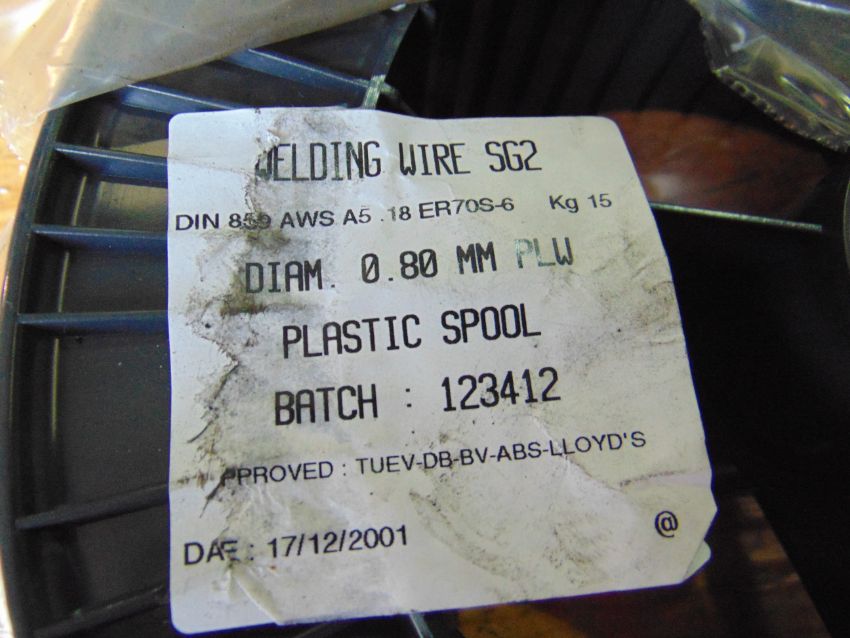 WELDING WIRE SG2
DIN 859 AWS A5 .18 ER70S-6 Kg 15
DIAM. 0.80 MM PLW
PLASTIC SPOOL
BATCH : 123412
PPROVED : TUEV-DB-BV-ABS-LLOYD'S
DA E : 17/12/2001
@